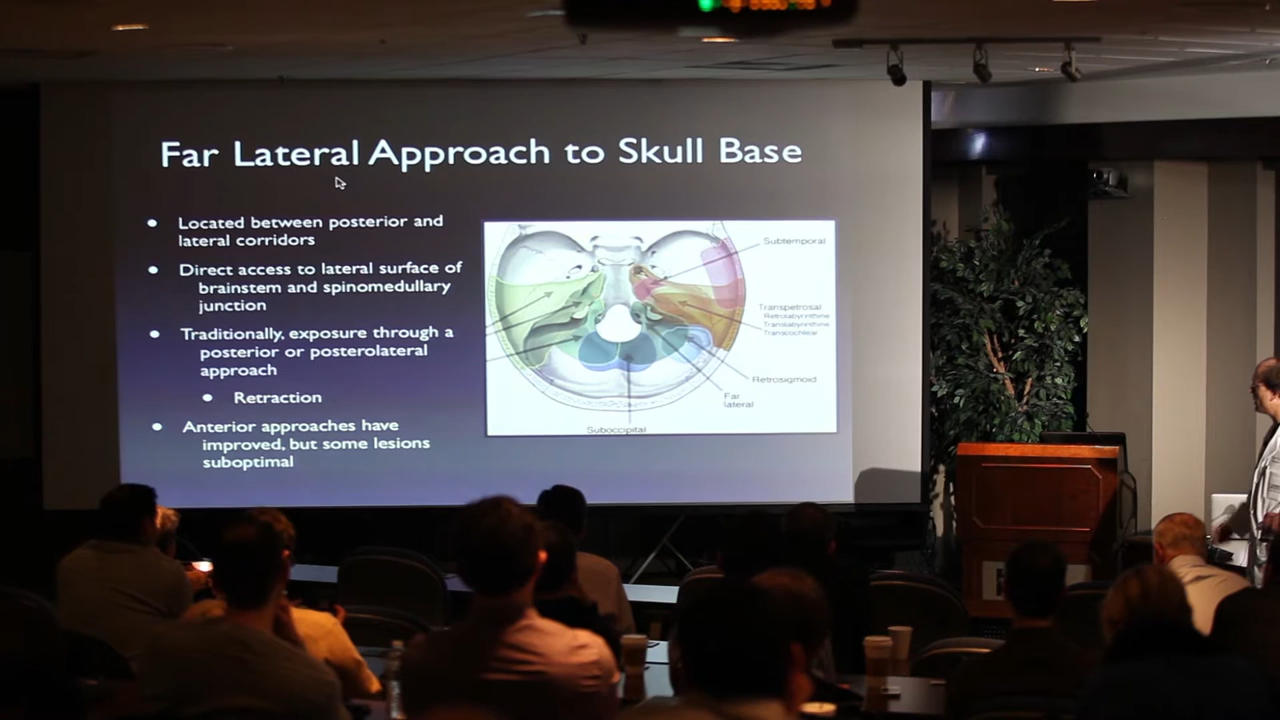 Far Lateral Approach to Skull Base
• Located between posterior and
lateral corridors
• Direct access to lateral surface of
brainstem and spinomedullary
junction
• Traditionally, exposure through a
posterior or posterolateral
approach
• Retraction
• Anterior approaches have
improved, but some lesions
suboptimal
Subtemporal
Transpetrosal
Retrolabyrinthine
Translabyrinthine
Transcochlear
Retrosigmoid
Far
lateral
Suboccipital